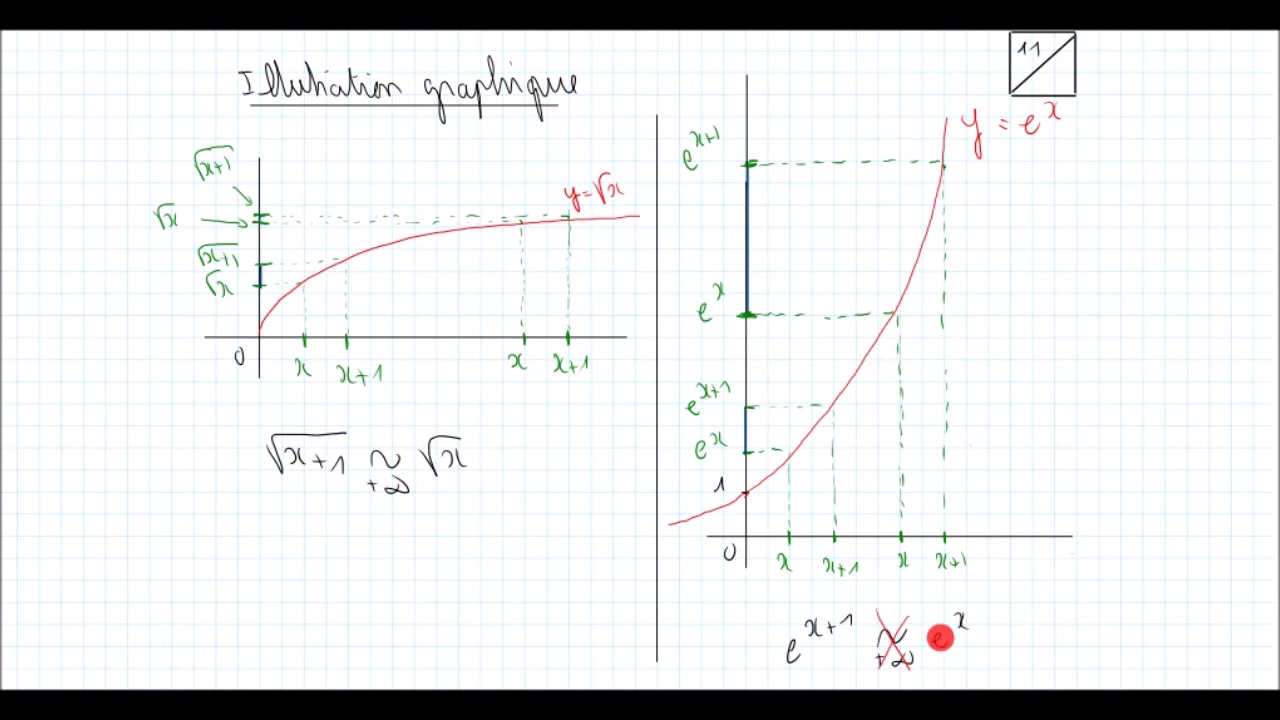 Illustration graphique
11
√x+1
√x
√x+1
√x
y=√x
0
x
x+1
x
x+1
√x+1 ~ √x
+∞
y = e^x
e^x+1
e^x
e^x+1
e^x
1
0
x
x+1
x
x+1
e^x+1 ~ e^x
+∞